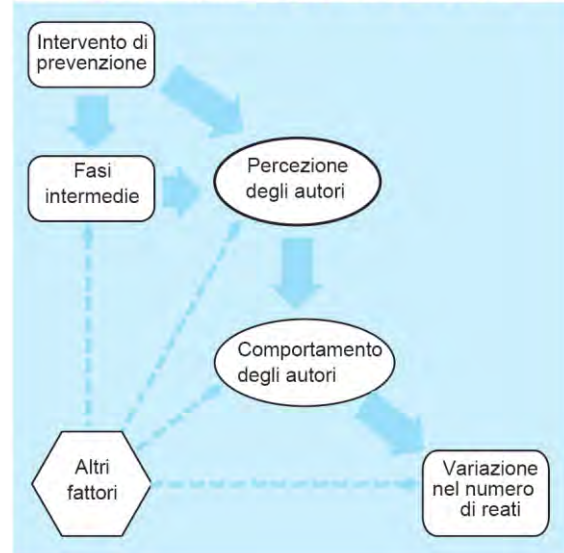 Intervento di
prevenzione
Fasi
intermedie
Percezione
degli autori
Comportamento
degli autori
Altri
fattori
Variazione
nel numero
di reati